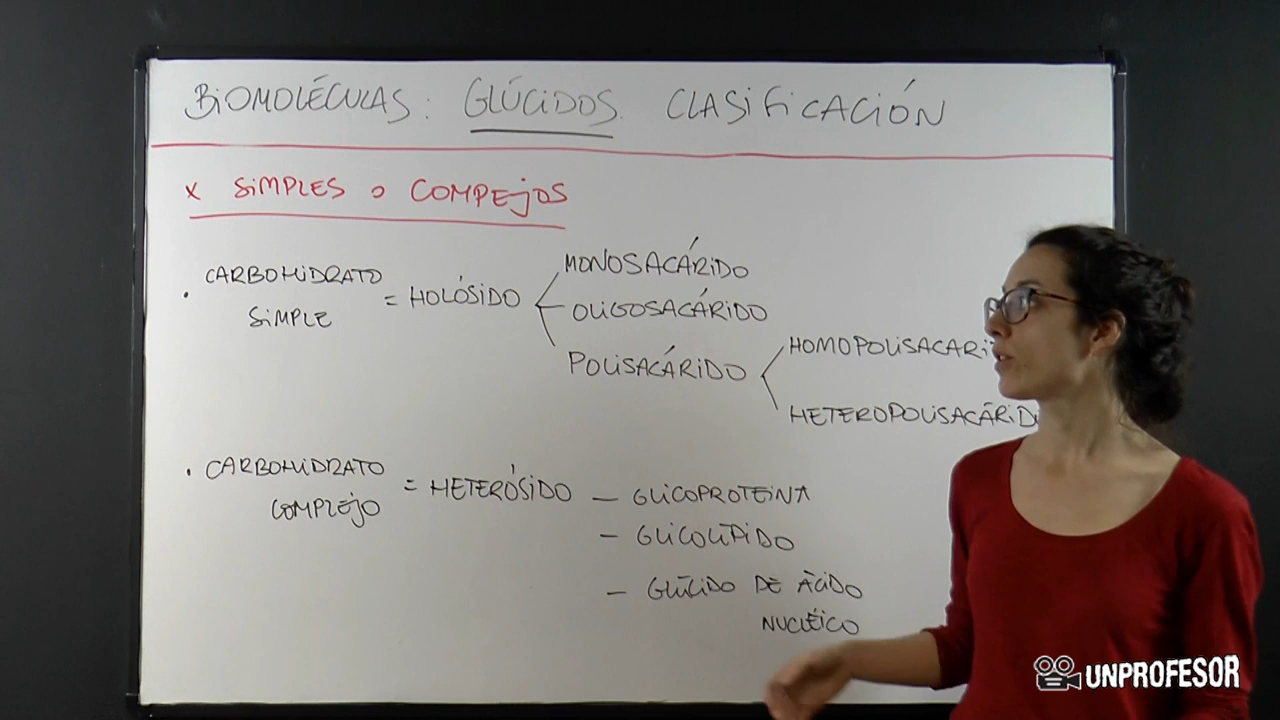 BIOMOLÉCULAS: GLÚCIDOS. CLASIFICACIÓN
x SIMPLES O COMPEJOS
. CARBOHIDRATO SIMPLE = HOLÓSIDO
MONOSACÁRIDO
OLIGOSACÁRIDO
POLISACÁRIDO
HOMOPOLISACARI
HETEROPOLISACÁRID
. CARBOHIDRATO COMPLEJO = HETERÓSIDO
- GLICOPROTEINA
- GLICOLÍPIDO
- GLÚCIDO DE ÁCIDO
NUCLÉICO
UNPROFESOR